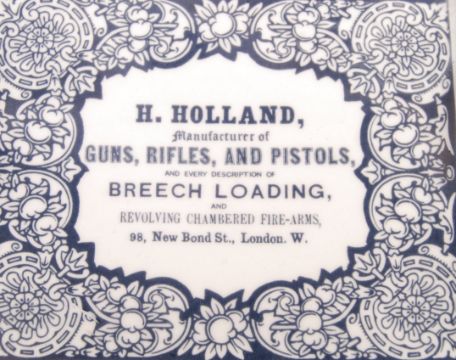 H. HOLLAND,
Manufacturer of
GUNS, RIFLES, AND PISTOLS,
AND EVERY DESCRIPTION OF
BREECH LOADING,
AND
REVOLVING CHAMBERED FIRE-ARMS,
98, New Bond St., London. W.